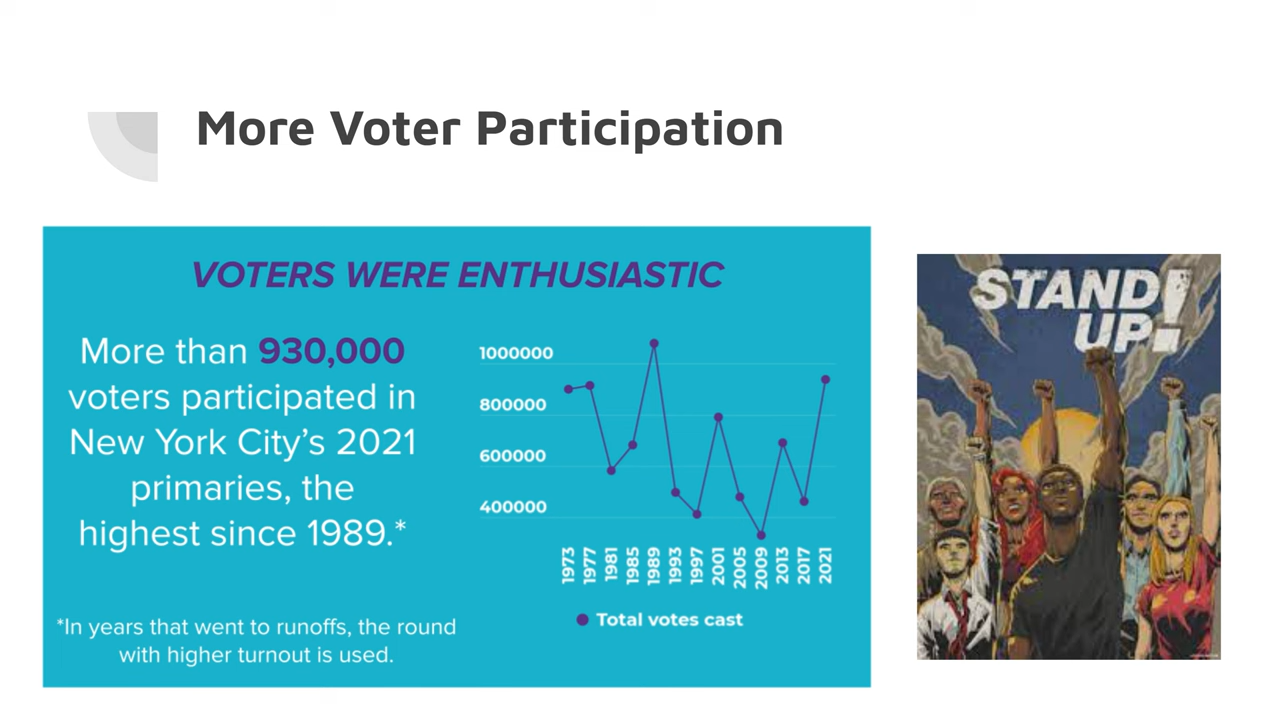 More Voter Participation
VOTERS WERE ENTHUSIASTIC
More than 930,000
voters participated in
New York City's 2021
primaries, the
highest since 1989.*
*In years that went to runoffs, the round
with higher turnout is used.
1000000
800000
600000
400000
1973
1977
1981
1985
1989
1993
1997
2001
2005
2009
2013
2017
2021
Total votes cast
STAND
UP!